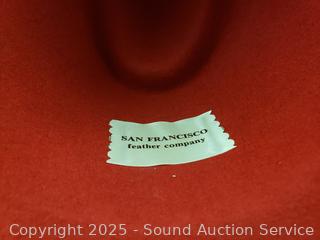 SAN FRANCISCO
feather company
Copyright 2025 - Sound Auction Service